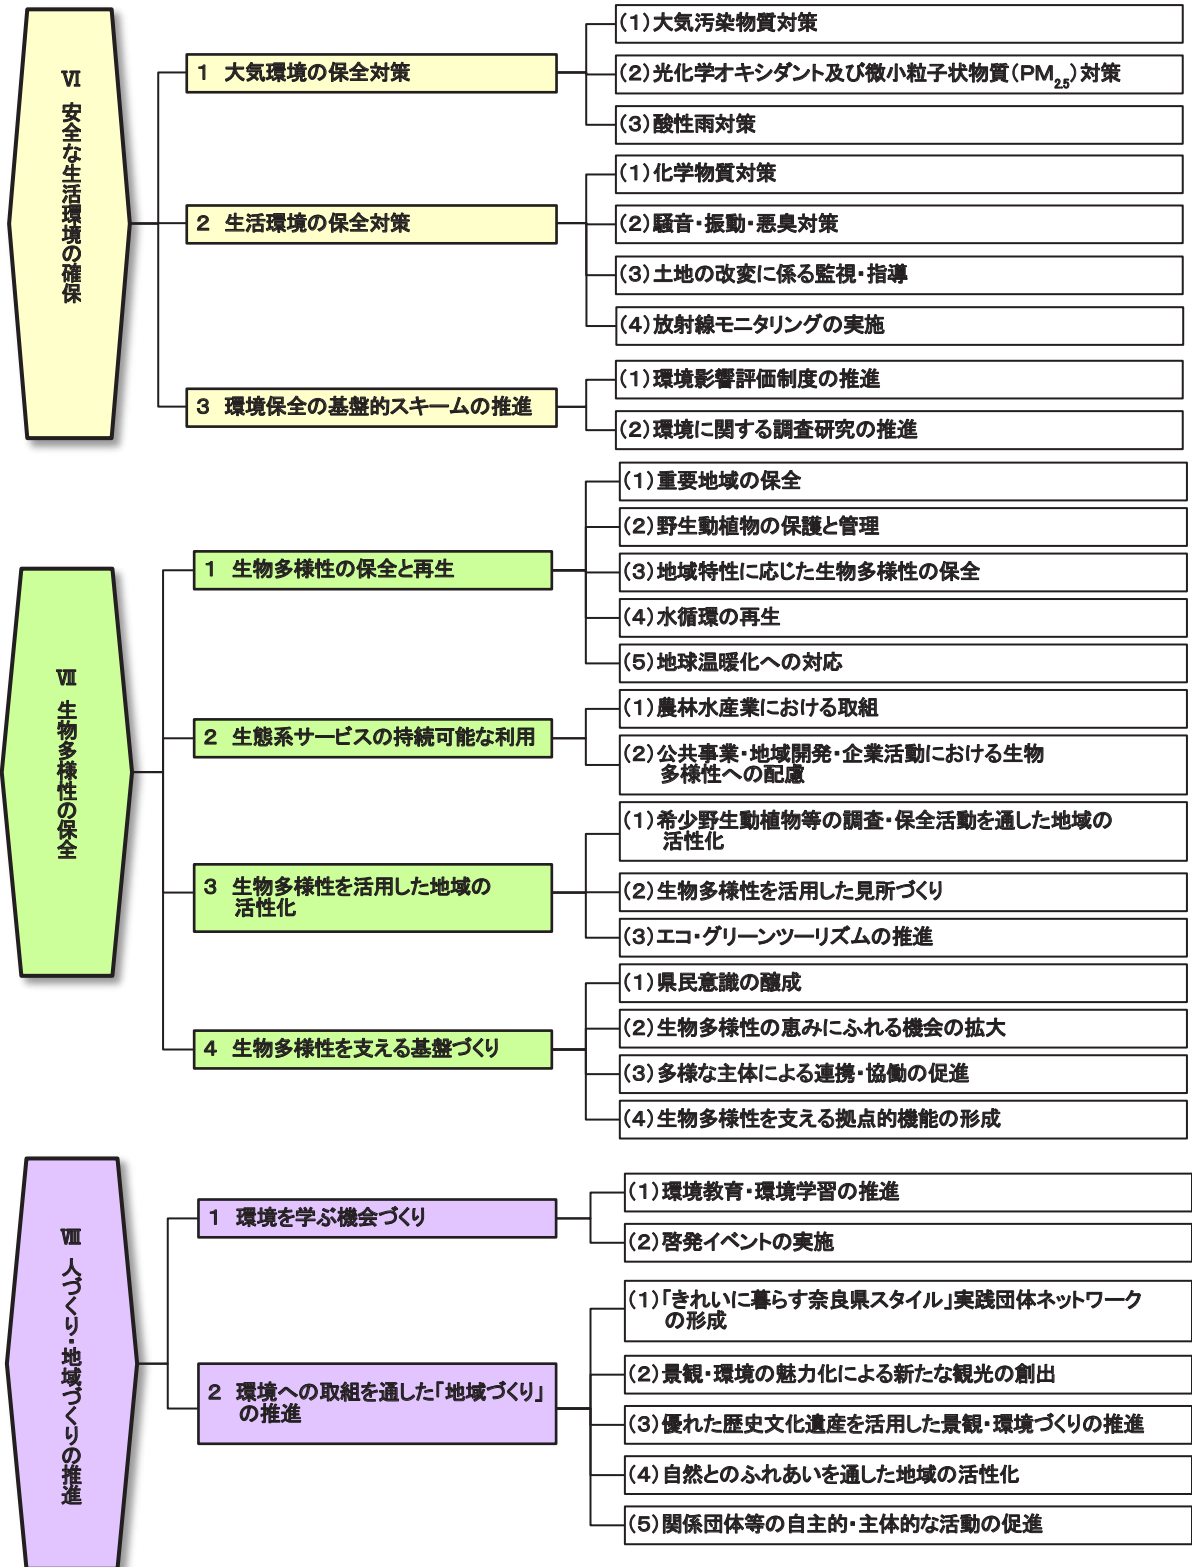 Ⅵ 安全な生活環境の確保
1 大気環境の保全対策
(1)大気汚染物質対策
(2)光化学オキシダント及び微小粒子状物質(PM2.5)対策
(3)酸性雨対策
2 生活環境の保全対策
(1)化学物質対策
(2)騒音・振動・悪臭対策
(3)土地の改変に係る監視・指導
(4)放射線モニタリングの実施
3 環境保全の基盤的スキームの推進
(1)環境影響評価制度の推進
(2)環境に関する調査研究の推進
Ⅶ 生物多様性の保全
1 生物多様性の保全と再生
(1)重要地域の保全
(2)野生動植物の保護と管理
(3)地域特性に応じた生物多様性の保全
(4)水循環の再生
(5)地球温暖化への対応
2 生態系サービスの持続可能な利用
(1)農林水産業における取組
(2)公共事業・地域開発・企業活動における生物
多様性への配慮
3 生物多様性を活用した地域の
活性化
(1)希少野生動植物等の調査・保全活動を通した地域の
活性化
(2)生物多様性を活用した見所づくり
(3)エコ・グリーンツーリズムの推進
4 生物多様性を支える基盤づくり
(1)県民意識の醸成
(2)生物多様性の恵みにふれる機会の拡大
(3)多様な主体による連携・協働の促進
(4)生物多様性を支える拠点的機能の形成
Ⅷ 人づくり・地域づくりの推進
1 環境を学ぶ機会づくり
(1)環境教育・環境学習の推進
(2)啓発イベントの実施
2 環境への取組を通した「地域づくり」
の推進
(1)「きれいに暮らす奈良県スタイル」実践団体ネットワーク
の形成
(2)景観・環境の魅力化による新たな観光の創出
(3)優れた歴史文化遺産を活用した景観・環境づくりの推進
(4)自然とのふれあいを通した地域の活性化
(5)関係団体等の自主的・主体的な活動の促進